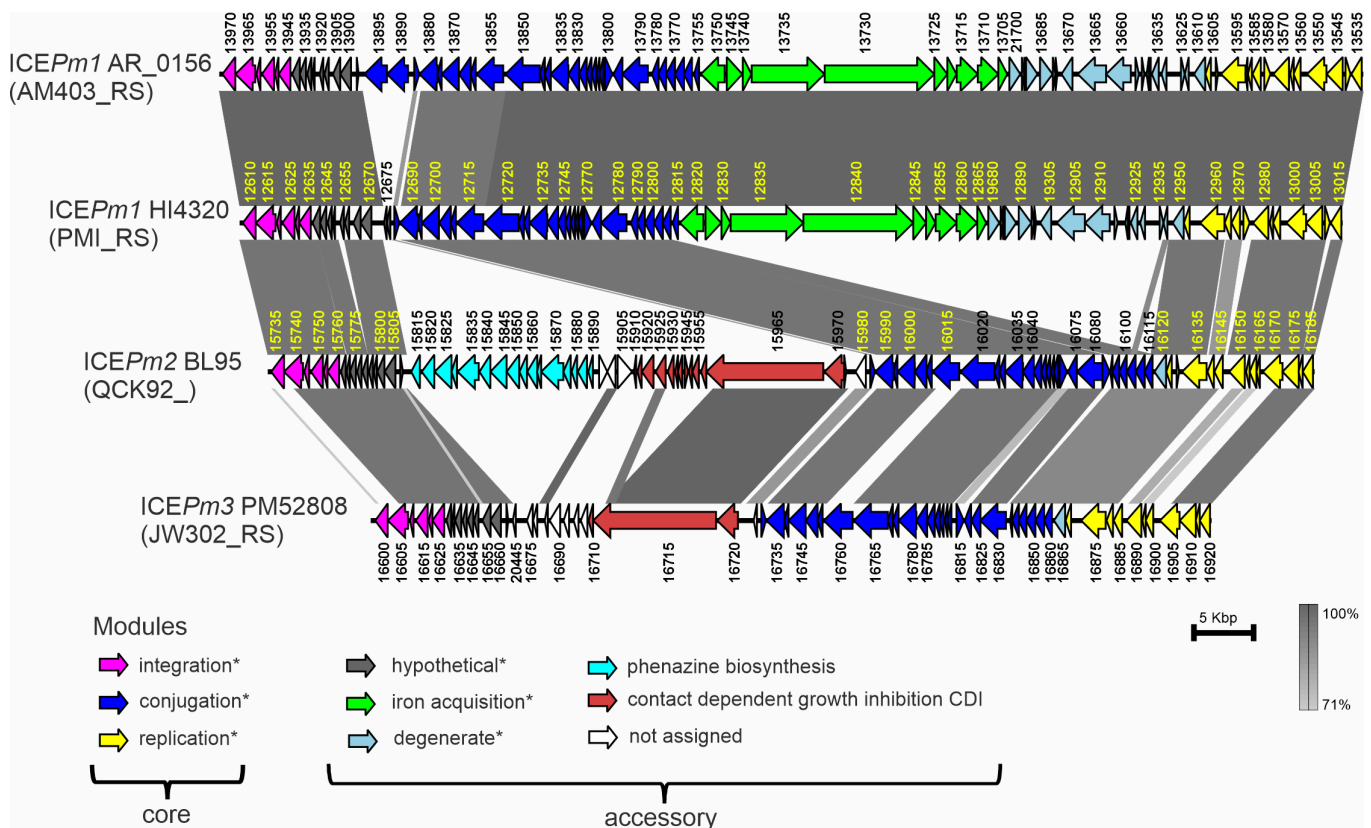 13970 13965 13955 13945 13935 13920 13905 13900 13895 13890 13880 13870 13855 13850 13835 13830 13800 13790 13780 13770 13755 13750 13745 13740 13735 13730 13725 13715 13710 13705 21700 13685 13670 13665 13660 13635 13625 13610 13605 13595 13585 13580 13570 13560 13550 13545 13535
ICEPm1 AR_0156
(AM403_RS)
12610 12615 12625 12635 12645 12655 12670 12675 12690 12700 12715 12720 12735 12745 12770 12780 12790 12800 12815 12820 12830 12835 12840 12845 12855 12860 12865 19680 12890 19305 12905 12910 12925 12935 12950 12960 12970 12980 13000 13005 13015
ICEPm1 HI4320
(PMI_RS)
15735 15740 15750 15760 15775 15800 15805 15815 15820 15825 15835 15840 15845 15850 15860 15870 15880 15890 15905 15910 15920 15925 15930 15945 15955 15965 15970 15980 15990 16000 16015 16020 16035 16040 16075 16080 16100 16115 16120 16135 16145 16150 16165 16170 16175 16185
ICEPm2 BL95
(QCK92_)
ICEPm3 PM52808
(JW302_RS)
16600 16605 16615 16625 16635 16645 16655 16660 20445 16675 16690 16710 16715 16720 16735 16745 16760 16765 16780 16785 16815 16825 16830 16850 16860 16865 16875 16885 16890 16900 16905 16910 16920
5 Kbp
100%
71%
Modules
integration*
hypothetical*
phenazine biosynthesis
conjugation*
iron acquisition*
contact dependent growth inhibition CDI
replication*
degenerate*
not assigned
core
accessory